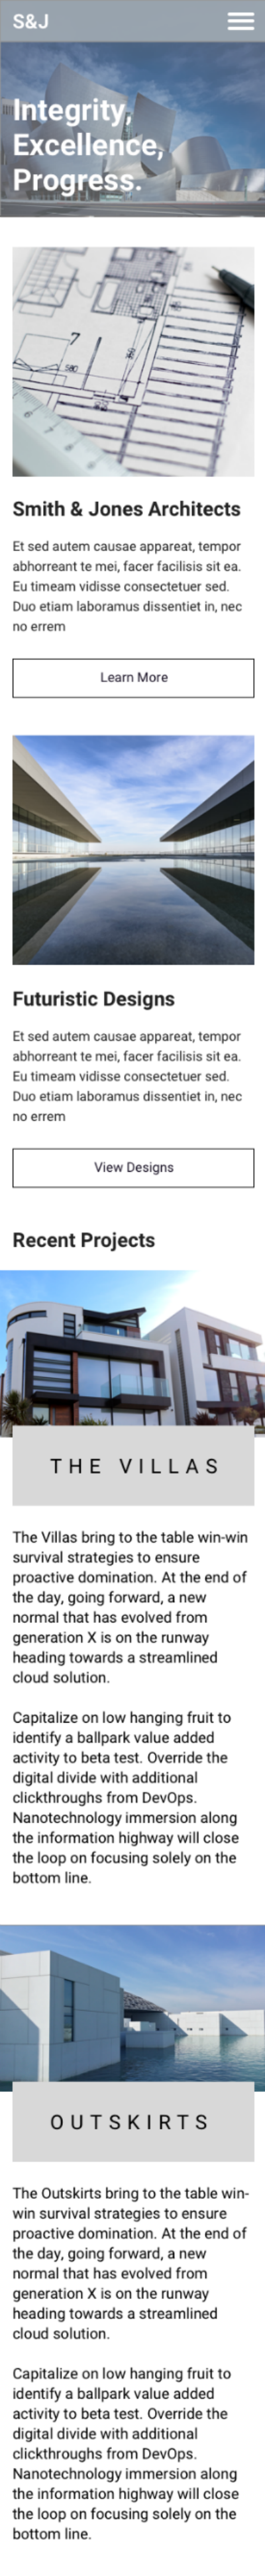 S&J
Integrity,
Excellence,
Progress.
7
Smith & Jones Architects
Et sed autem causae appareat, tempor
abhorreant te mei, facer facilisis sit ea.
Eu timeam vidisse consectetuer sed.
Duo etiam laboramus dissentiet in, nec
no errem
Learn More
Futuristic Designs
Et sed autem causae appareat, tempor
abhorreant te mei, facer facilisis sit ea.
Eu timeam vidisse consectetuer sed.
Duo etiam laboramus dissentiet in, nec
no errem
View Designs
Recent Projects
THE VILLAS
The Villas bring to the table win-win
survival strategies to ensure
proactive domination. At the end of
the day, going forward, a new
normal that has evolved from
generation X is on the runway
heading towards a streamlined
cloud solution.
Capitalize on low hanging fruit to
identify a ballpark value added
activity to beta test. Override the
digital divide with additional
clickthroughs from DevOps.
Nanotechnology immersion along
the information highway will close
the loop on focusing solely on the
bottom line.
OUTSKIRTS
The Outskirts bring to the table win-
win survival strategies to ensure
proactive domination. At the end of
the day, going forward, a new
normal that has evolved from
generation X is on the runway
heading towards a streamlined
cloud solution.
Capitalize on low hanging fruit to
identify a ballpark value added
activity to beta test. Override the
digital divide with additional
clickthroughs from DevOps.
Nanotechnology immersion along
the information highway will close
the loop on focusing solely on the
bottom line.